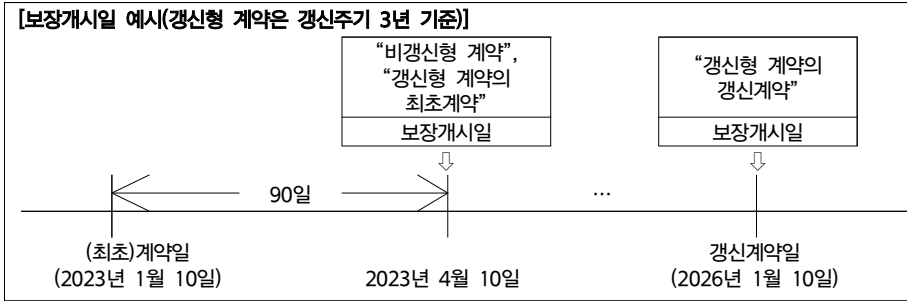 [보장개시일 예시(갱신형 계약은 갱신주기 3년 기준)]
“비갱신형 계약”,
“갱신형 계약의
최초계약”
보장개시일
“갱신형 계약의
갱신계약”
보장개시일
90일
…
(최초)계약일
(2023년 1월 10일)
2023년 4월 10일
갱신계약일
(2026년 1월 10일)